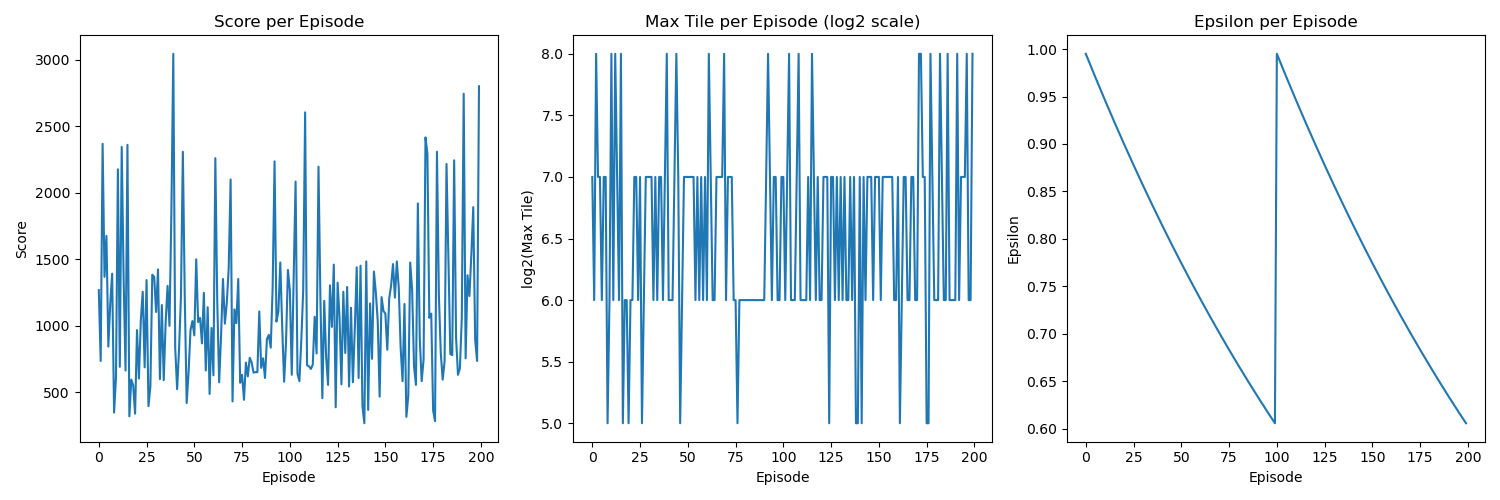 Score per Episode
Score
3000
2500
2000
1500
1000
500
0 25 50 75 100 125 150 175 200
Episode
Max Tile per Episode (log2 scale)
log2(Max Tile)
8.0
7.5
7.0
6.5
6.0
5.5
5.0
0 25 50 75 100 125 150 175 200
Episode
Epsilon per Episode
Epsilon
1.00
0.95
0.90
0.85
0.80
0.75
0.70
0.65
0.60
0 25 50 75 100 125 150 175 200
Episode